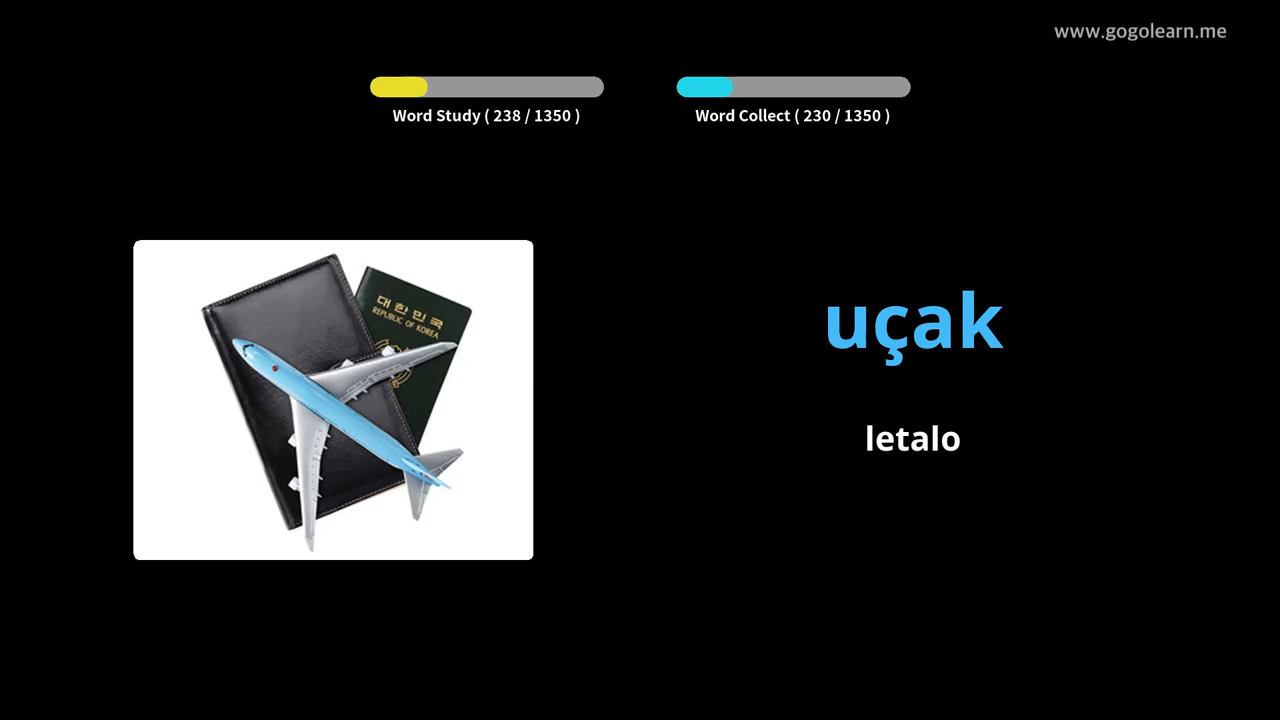 www.gogolearn.me
Word Study ( 238 / 1350 )
Word Collect ( 230 / 1350 )
대한민국
REPUBLIC OF KOREA
uçak
letalo